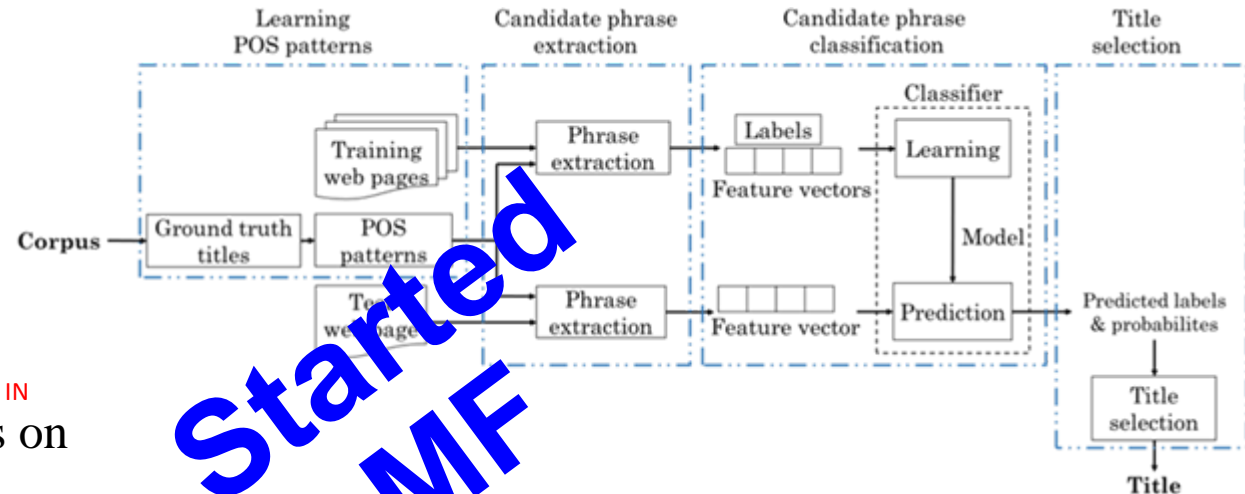 Learning
POS patterns
Candidate phrase
extraction
Candidate phrase
classification
Title
selection
Classifier
Training
web pages
Phrase
extraction
Labels
Feature vectors
Learning
Corpus
Ground truth
titles
POS
patterns
Model
web page
Phrase
extraction
Feature vector
Prediction
Predicted labels
& probabilites
Title
selection
Title
IN
s on
Started
MF